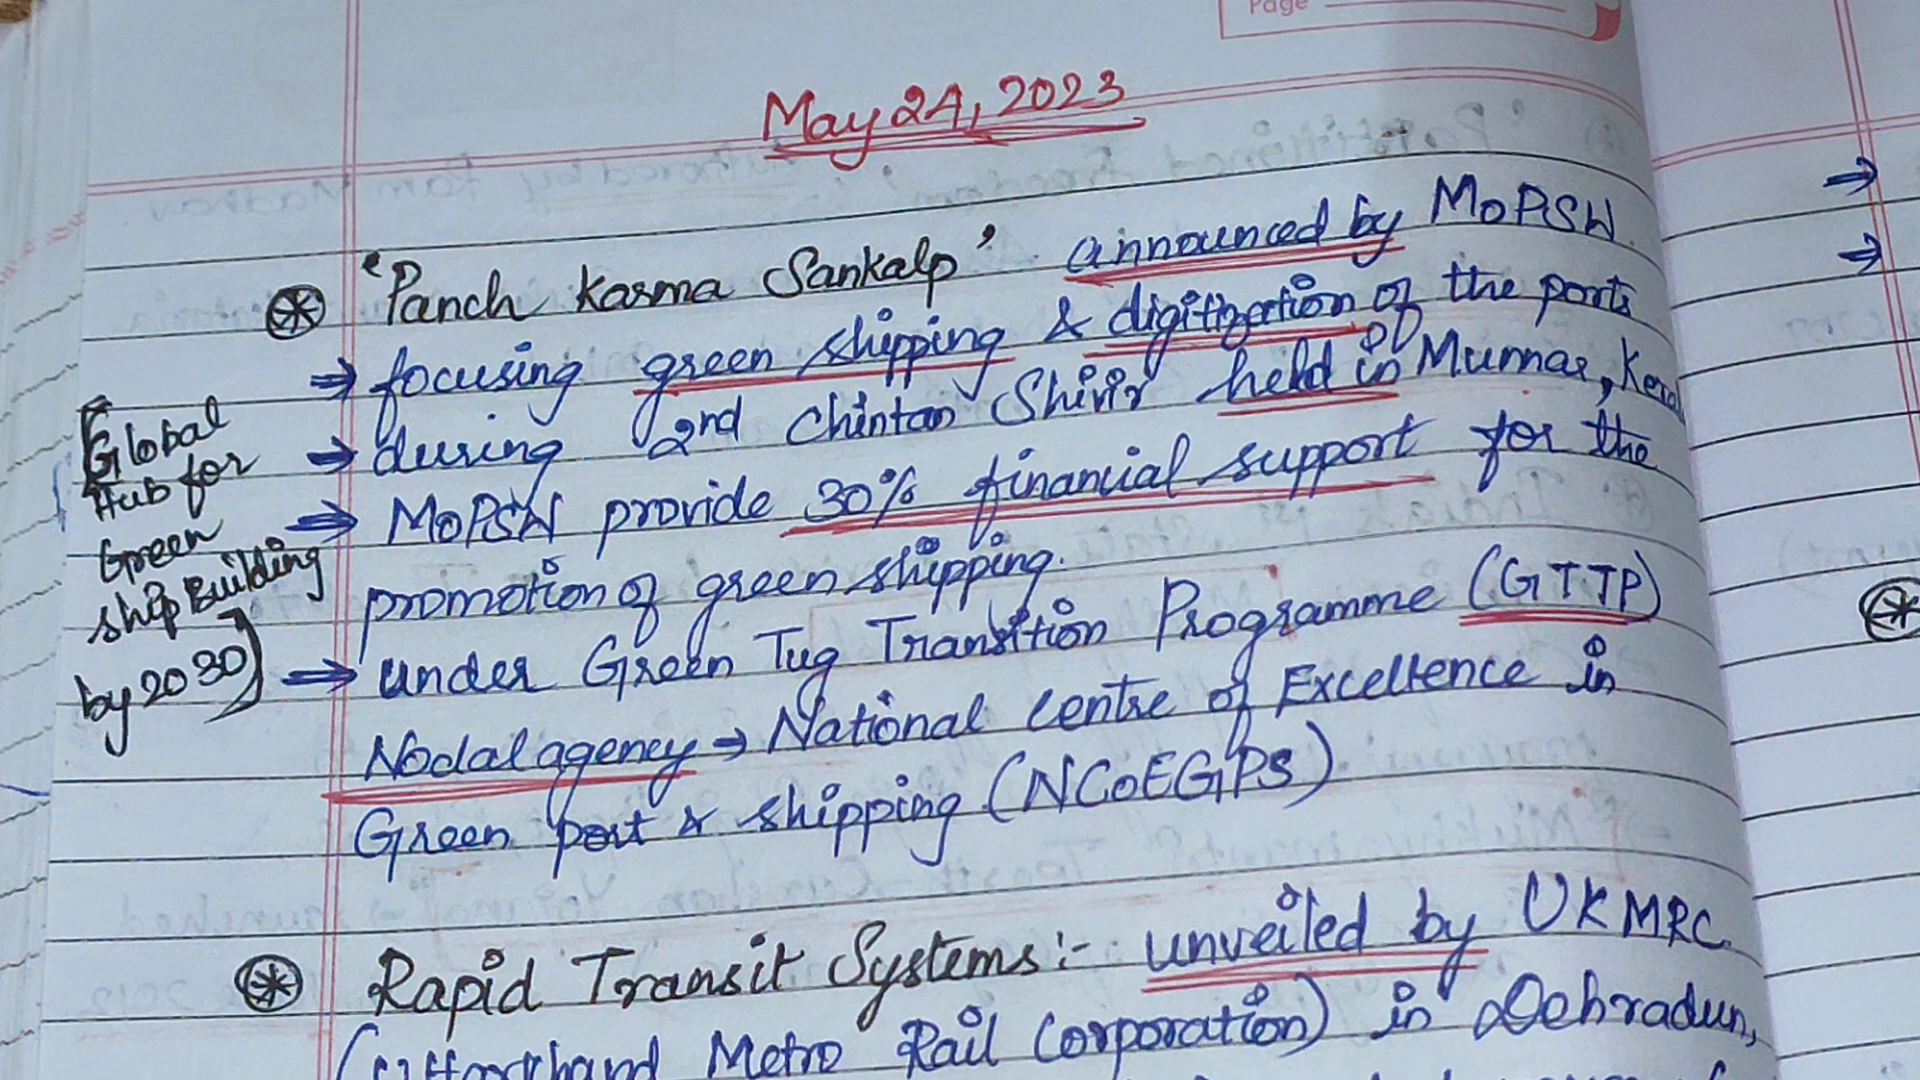 Page
May 24, 2023
'Panch Karma Sankalp' announced by MoPSW.
→ focusing green shipping & digitization of the ports
→ during 2nd Chintan Shivir held in Munnar, Kerala
→ MoPSW provide 30% financial support for the
promotion of green shipping.
→ under Green Tug Transition Programme (GTTP)
Nodal agency → National Centre of Excellence in
Green port & shipping (NCoEGPS)
[Global
Hub for
Green
ship Building
by 2030]
Rapid Transit Systems:- unveiled by UKMRC
(Uttarakhand Metro Rail Corporation) in Dehradun,